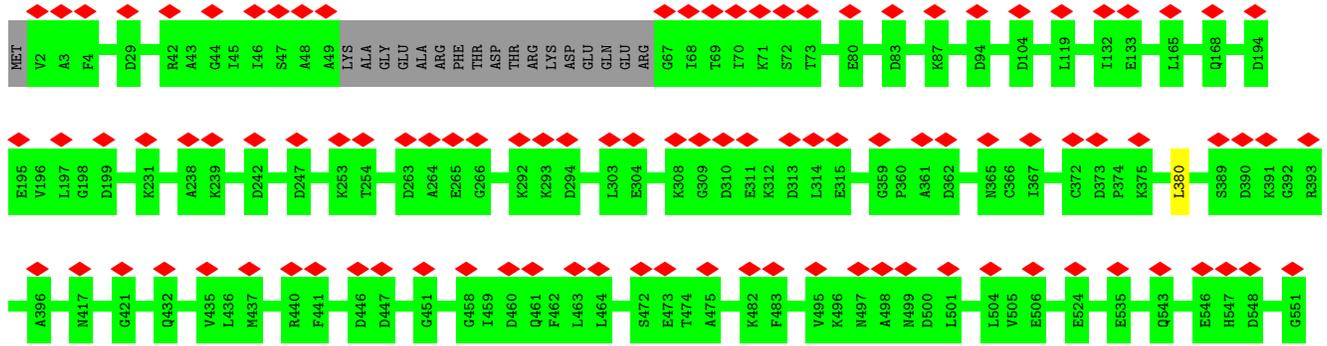 MET V2 A3 F4 D29 R42 A43 G44 I45 I46 S47 A48 A49 LYS ALA GLY GLU ALA ARG PHE THR ASP THR ARG LYS ASP GLU GLN GLU ARG G67 I68 T69 I70 K71 S72 T73 E80 D83 K87 D94 D104 L119 I132 E133 L165 Q168 D194
E195 V196 L197 G198 D199 K231 A238 K239 D242 D247 K253 T254 D263 A264 E265 G266 K292 K293 D294 L303 E304 K308 G309 D310 E311 K312 D313 L314 E315 G359 P360 A361 D362 N365 C366 I367 C372 D373 P374 K375 L380 S389 D390 K391 G392 R393
A396 N417 G421 Q432 V435 L436 M437 R440 F441 D446 D447 G451 G458 I459 D460 Q461 F462 L463 L464 S472 E473 T474 A475 K482 F483 V495 K496 N497 A498 N499 D500 L501 L504 V505 E506 E524 E535 Q543 E546 H547 D548 G551